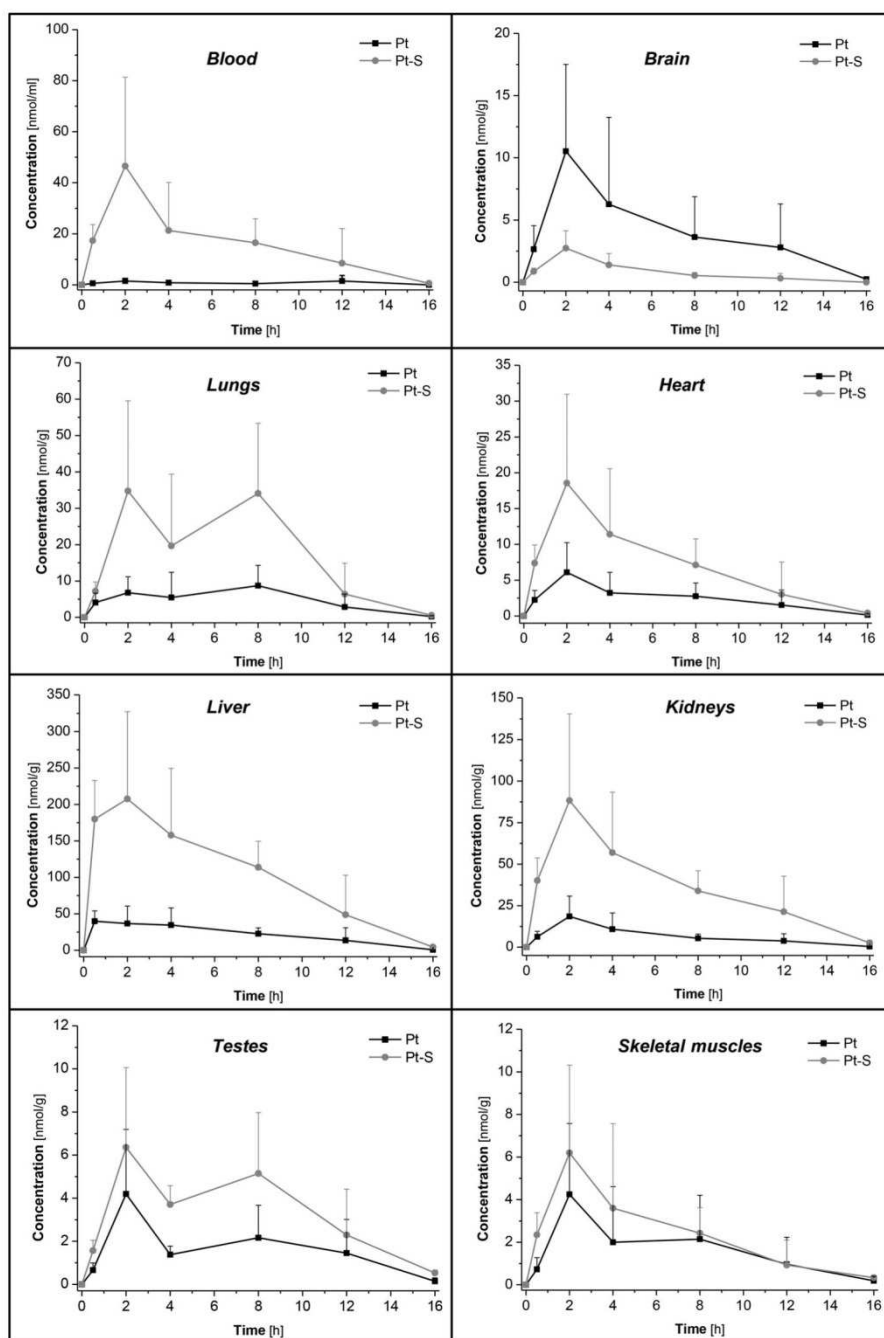 Blood
Pt
Pt-S
Concentration [nmol/ml]
100
80
60
40
20
0
0 2 4 6 8 10 12 14 16
Time [h]
Brain
Pt
Pt-S
Concentration [nmol/g]
20
15
10
5
0
0 2 4 6 8 10 12 14 16
Time [h]
Lungs
Pt
Pt-S
Concentration [nmol/g]
70
60
50
40
30
20
10
0
0 2 4 6 8 10 12 14 16
Time [h]
Heart
Pt
Pt-S
Concentration [nmol/g]
35
30
25
20
15
10
5
0
0 2 4 6 8 10 12 14 16
Time [h]
Liver
Pt
Pt-S
Concentration [nmol/g]
350
300
250
200
150
100
50
0
0 2 4 6 8 10 12 14 16
Time [h]
Kidneys
Pt
Pt-S
Concentration [nmol/g]
150
125
100
75
50
25
0
0 2 4 6 8 10 12 14 16
Time [h]
Testes
Pt
Pt-S
Concentration [nmol/g]
12
10
8
6
4
2
0
0 2 4 6 8 10 12 14 16
Time [h]
Skeletal muscles
Pt
Pt-S
Concentration [nmol/g]
12
10
8
6
4
2
0
0 2 4 6 8 10 12 14 16
Time [h]